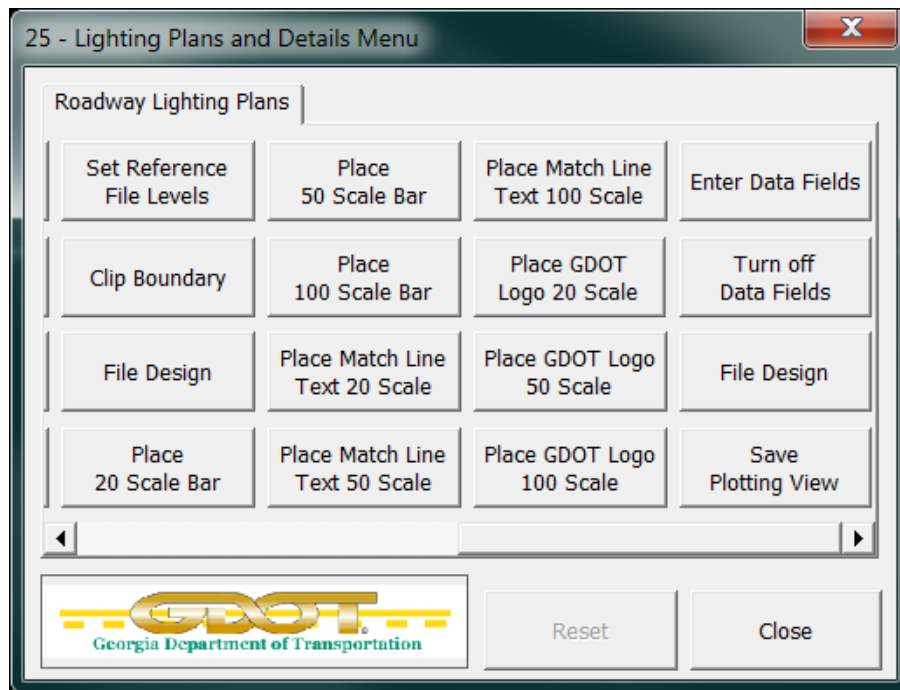 25 - Lighting Plans and Details Menu
X
Roadway Lighting Plans
Set Reference
File Levels
Place
50 Scale Bar
Place Match Line
Text 100 Scale
Enter Data Fields
Clip Boundary
Place
100 Scale Bar
Place GDOT
Logo 20 Scale
Turn off
Data Fields
File Design
Place Match Line
Text 20 Scale
Place GDOT Logo
50 Scale
File Design
Place
20 Scale Bar
Place Match Line
Text 50 Scale
Place GDOT Logo
100 Scale
Save
Plotting View
GDOT®
Georgia Department of Transportation
Reset
Close